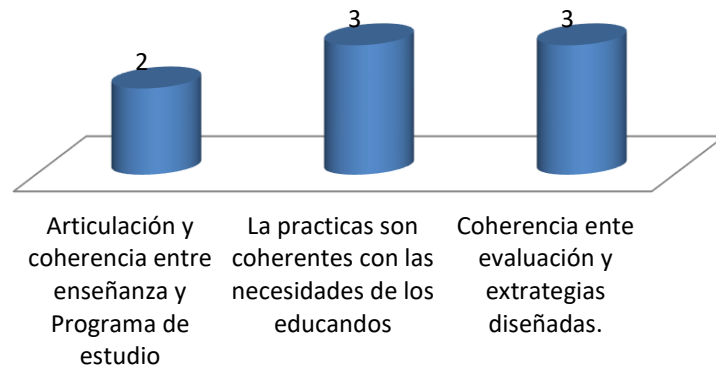 2
3
3
Articulación y
coherencia entre
enseñanza y
Programa de
estudio
La practicas son
coherentes con las
necesidades de los
educandos
Coherencia ente
evaluación y
extrategias
diseñadas.